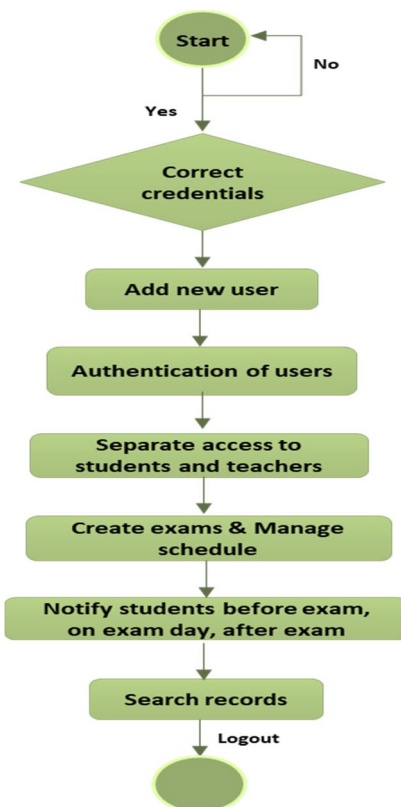 Start
No
Yes
Correct
credentials
Add new user
Authentication of users
Separate access to
students and teachers
Create exams & Manage
schedule
Notify students before exam,
on exam day, after exam
Search records
Logout